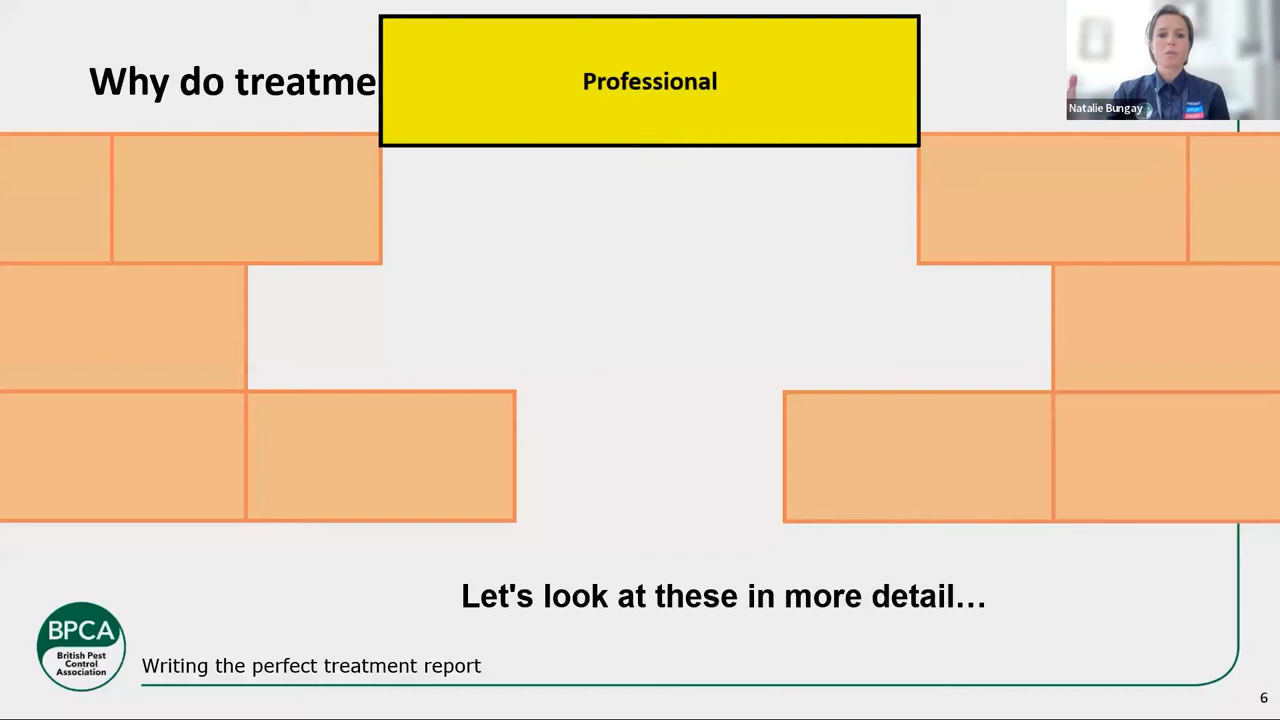 Why do treatme
Professional
Natalie Bungay
Let's look at these in more detail...
BPCA
British Pest
Control
Association
Writing the perfect treatment report
6